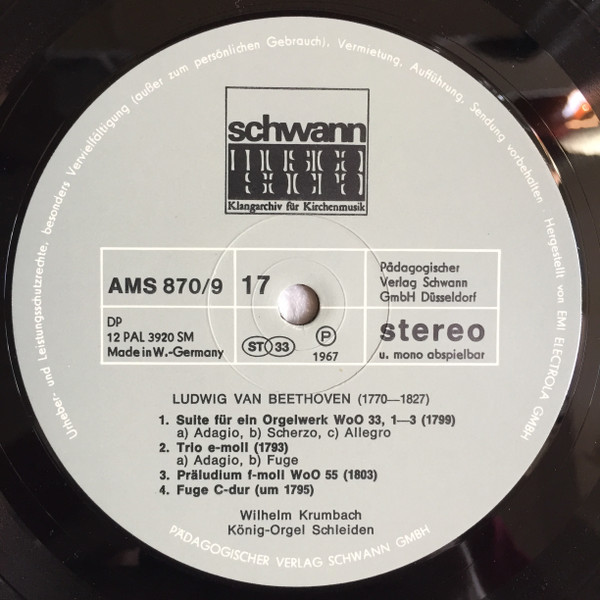 Urheber- und Leistungsschutzrechte, besonders Vervielfältigung (außer zum persönlichen Gebrauch), Vermietung, Aufführung, Sendung vorbehalten · Hergestellt von EMI ELECTROLA GMBH
schwann
Klangarchiv für Kirchenmusik
AMS 870/9
17
Pädagogischer
Verlag Schwann
GmbH Düsseldorf
DP
12 PAL 3920 SM
Made in W.-Germany
ST 33
P
1967
stereo
u. mono abspielbar
LUDWIG VAN BEETHOVEN (1770—1827)
1. Suite für ein Orgelwerk WoO 33, 1—3 (1799)
a) Adagio, b) Scherzo, c) Allegro
2. Trio e-moll (1793)
a) Adagio, b) Fuge
3. Präludium f-moll WoO 55 (1803)
4. Fuge C-dur (um 1795)
Wilhelm Krumbach
König-Orgel Schleiden
PÄDAGOGISCHER VERLAG SCHWANN GMBH